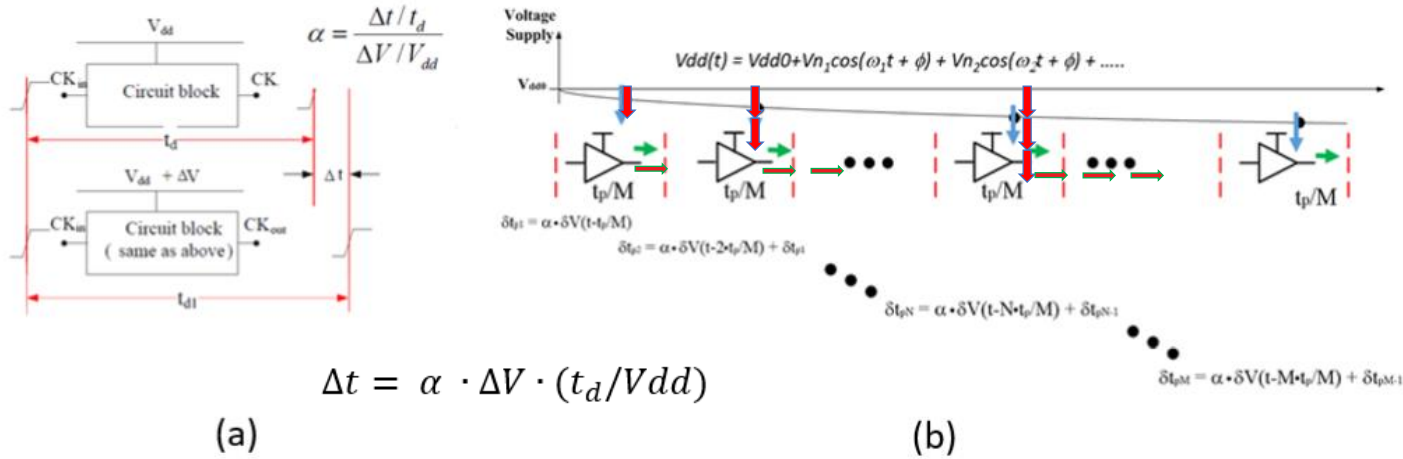 V_dd
α = (Δt / t_d) / (ΔV / V_dd)
CK_in
Circuit block
CK
t_d
Δt
V_dd + ΔV
CK_in
Circuit block
( same as above)
CK_out
t_d1
Δt = α · ΔV · (t_d/Vdd)
(a)
Voltage
Supply
Vdd(t) = Vdd0+Vn₁cos(ω₁t + ϕ) + Vn₂cos(ω₂t + ϕ) + .....
V_dd0
t_p/M
t_p/M
t_p/M
t_p/M
δt_p1 = α•δV(t-t_p/M)
δt_p2 = α•δV(t-2•t_p/M) + δt_p1
δt_pN = α•δV(t-N•t_p/M) + δt_pN-1
δt_pM = α•δV(t-M•t_p/M) + δt_pM-1
(b)